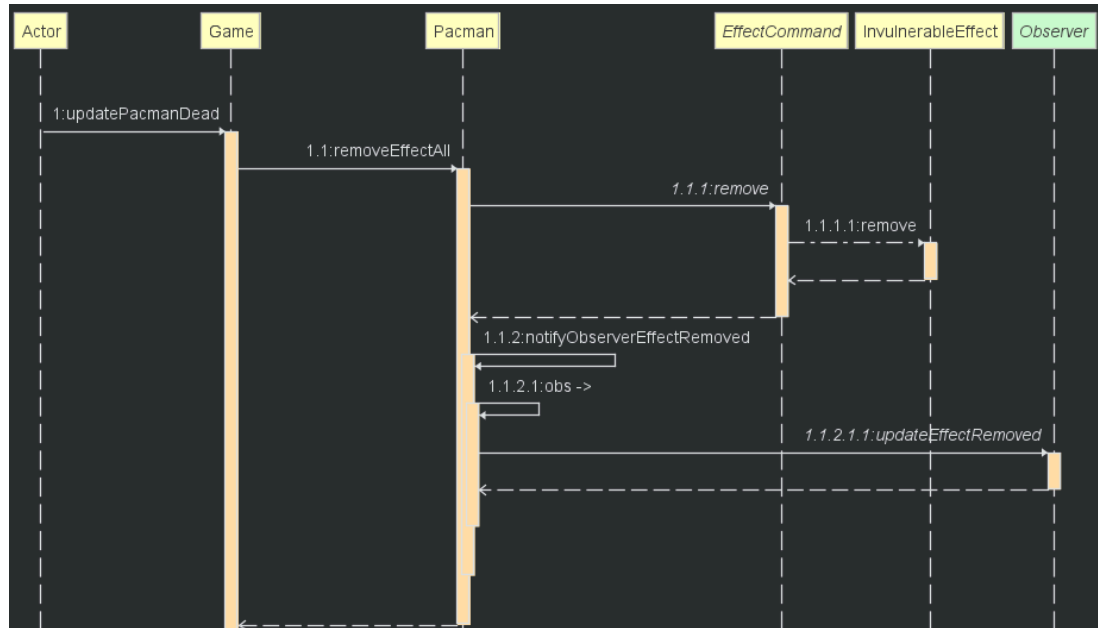 Actor
Game
Pacman
EffectCommand
InvulnerableEffect
Observer
1:updatePacmanDead
1.1:removeEffectAll
1.1.1:remove
1.1.1.1:remove
1.1.2:notifyObserverEffectRemoved
1.1.2.1:obs ->
1.1.2.1.1:updateEffectRemoved